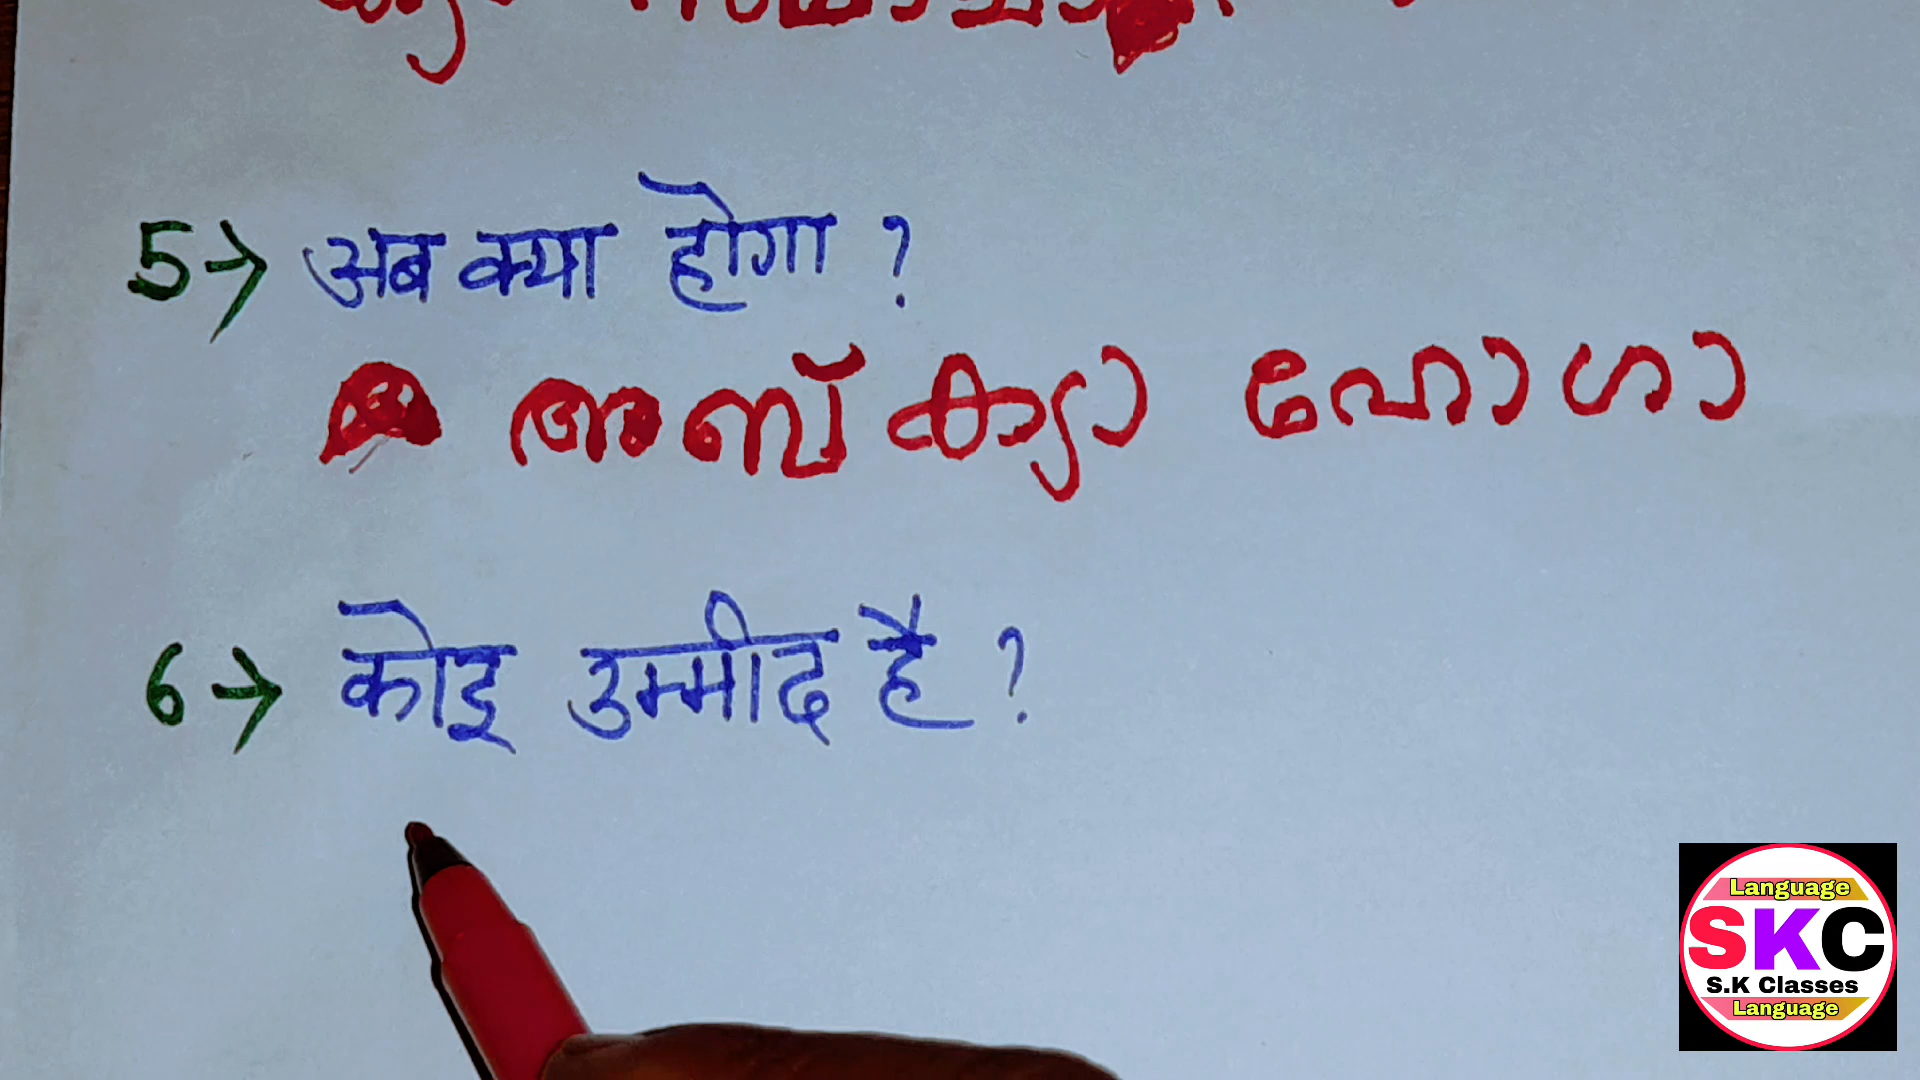 5→ अब क्या होगा ?
അബ് ക്യാ ഹോഗാ
6→ कोइ उम्मीद है ?
Language
SKC
S.K Classes
Language